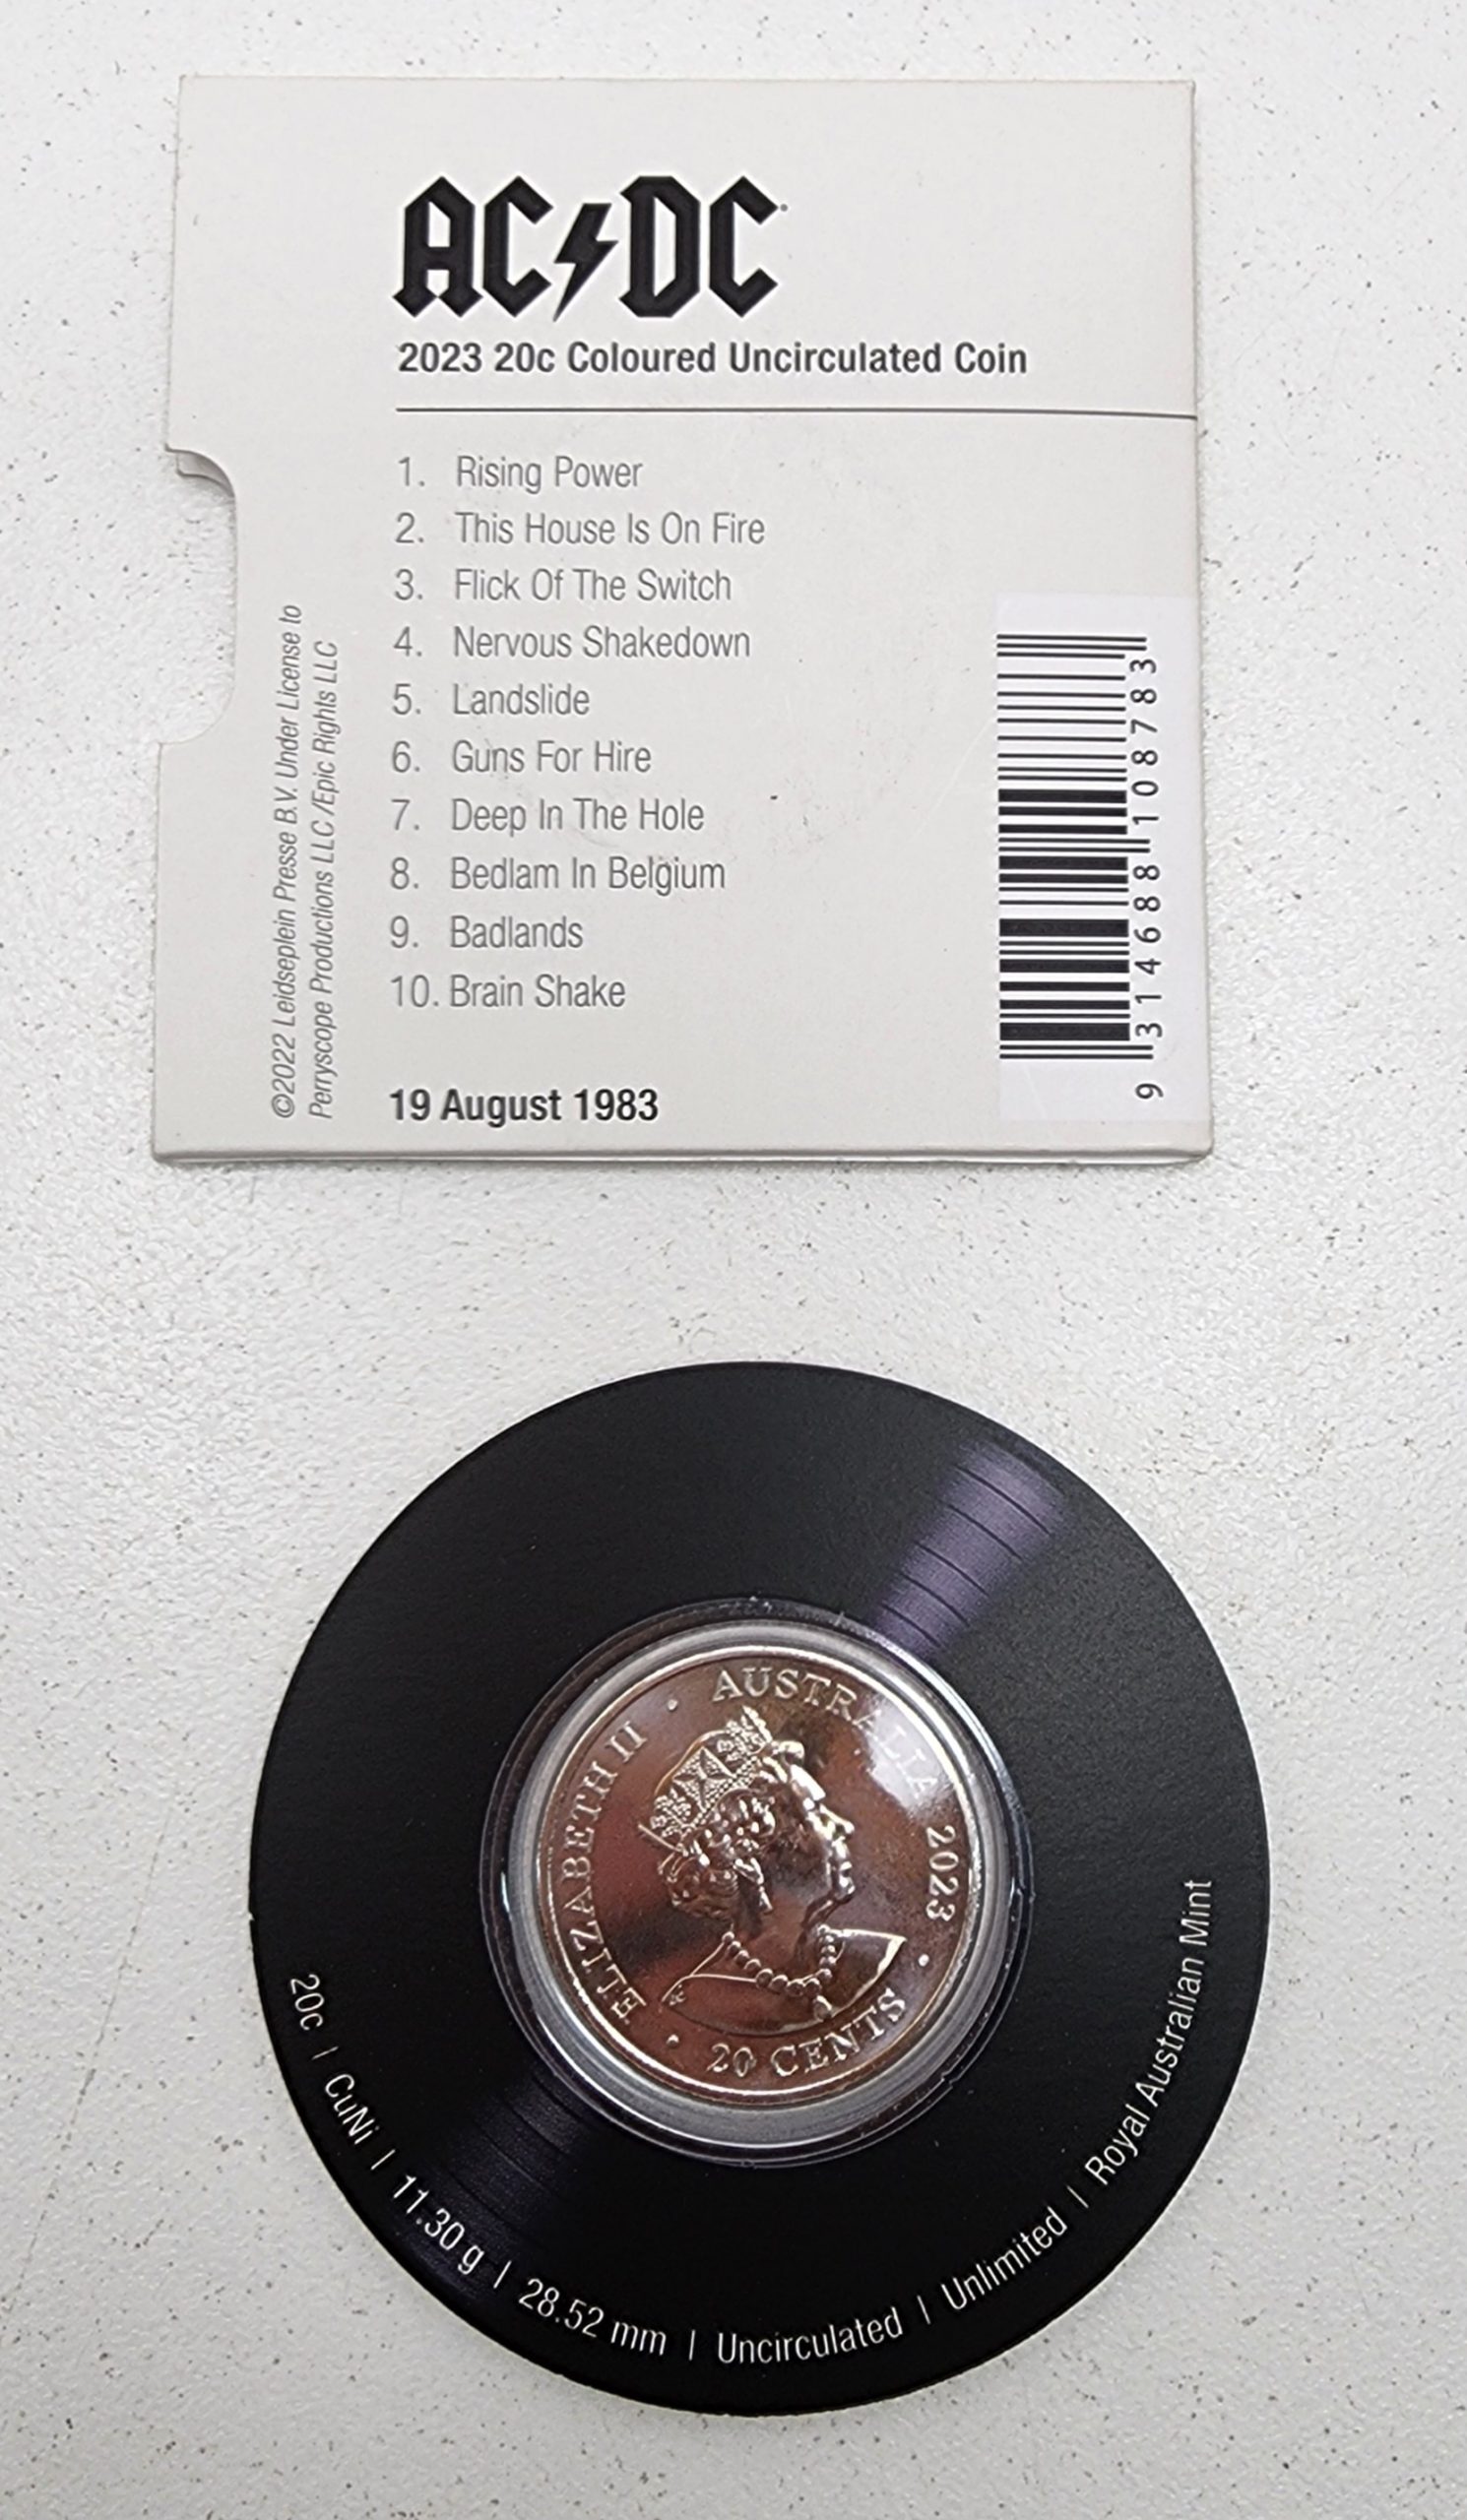 AC⚡DC
2023 20c Coloured Uncirculated Coin
1. Rising Power
2. This House Is On Fire
3. Flick Of The Switch
4. Nervous Shakedown
5. Landslide
6. Guns For Hire
7. Deep In The Hole
8. Bedlam In Belgium
9. Badlands
10. Brain Shake
19 August 1983
©2022 Leidseplein Presse B.V. Under License to
Perryscope Productions LLC /Epic Rights LLC
9 314688 108783
ELIZABETH II • AUSTRALIA 2023 • 20 CENTS •
20c | CuNi | 11.30 g | 28.52 mm | Uncirculated | Unlimited | Royal Australian Mint